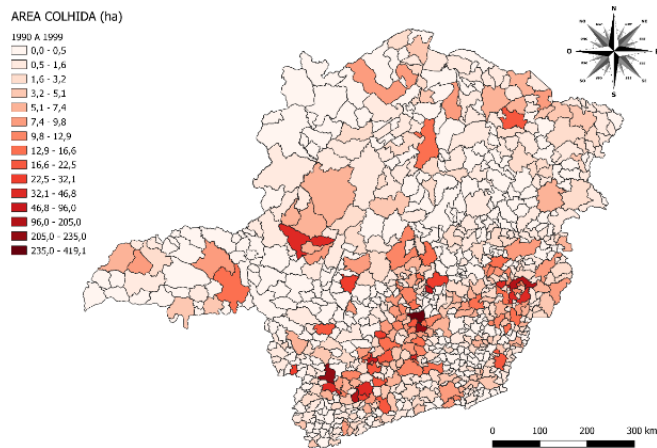 AREA COLHIDA (ha)
1990 A 1999
0,0 - 0,5
0,5 - 1,6
1,6 - 3,2
3,2 - 5,1
5,1 - 7,4
7,4 - 9,8
9,8 - 12,9
12,9 - 16,6
16,6 - 22,5
22,5 - 32,1
32,1 - 46,8
46,8 - 96,0
96,0 - 205,0
205,0 - 235,0
235,0 - 419,1
N
O
S
0 100 200 300 km